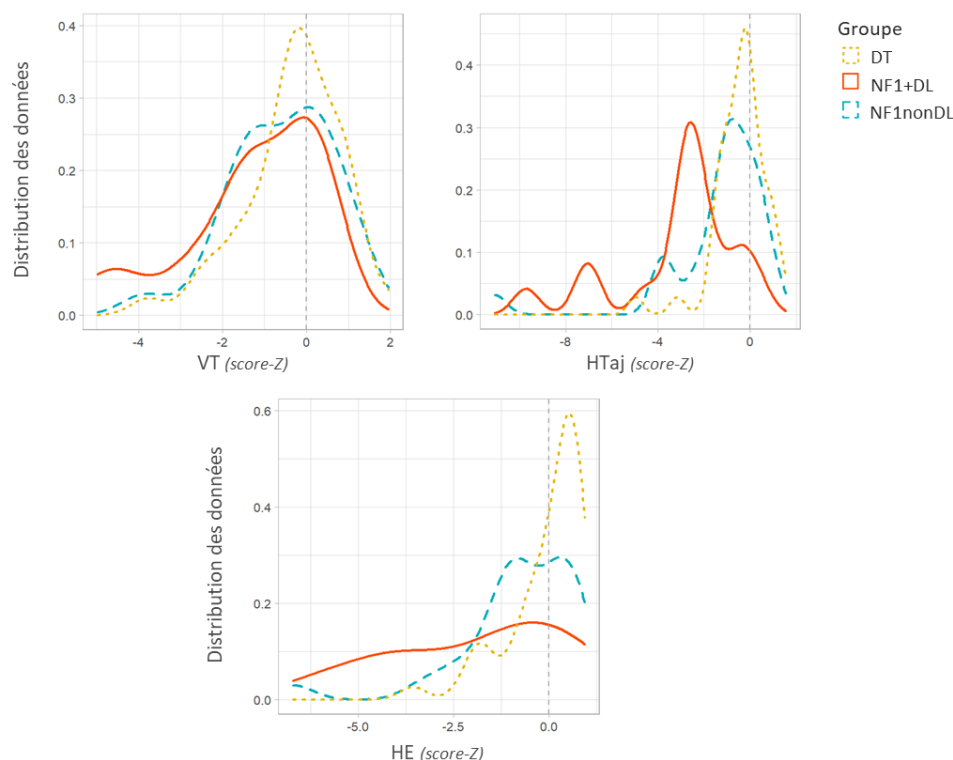 Groupe
DT
NF1+DL
NF1nonDL
Distribution des données
0.4
0.3
0.2
0.1
0.0
-4
-2
0
2
VT (score-Z)
0.4
0.3
0.2
0.1
0.0
-8
-4
0
HTaj (score-Z)
Distribution des données
0.6
0.4
0.2
0.0
-5.0
-2.5
0.0
HE (score-Z)